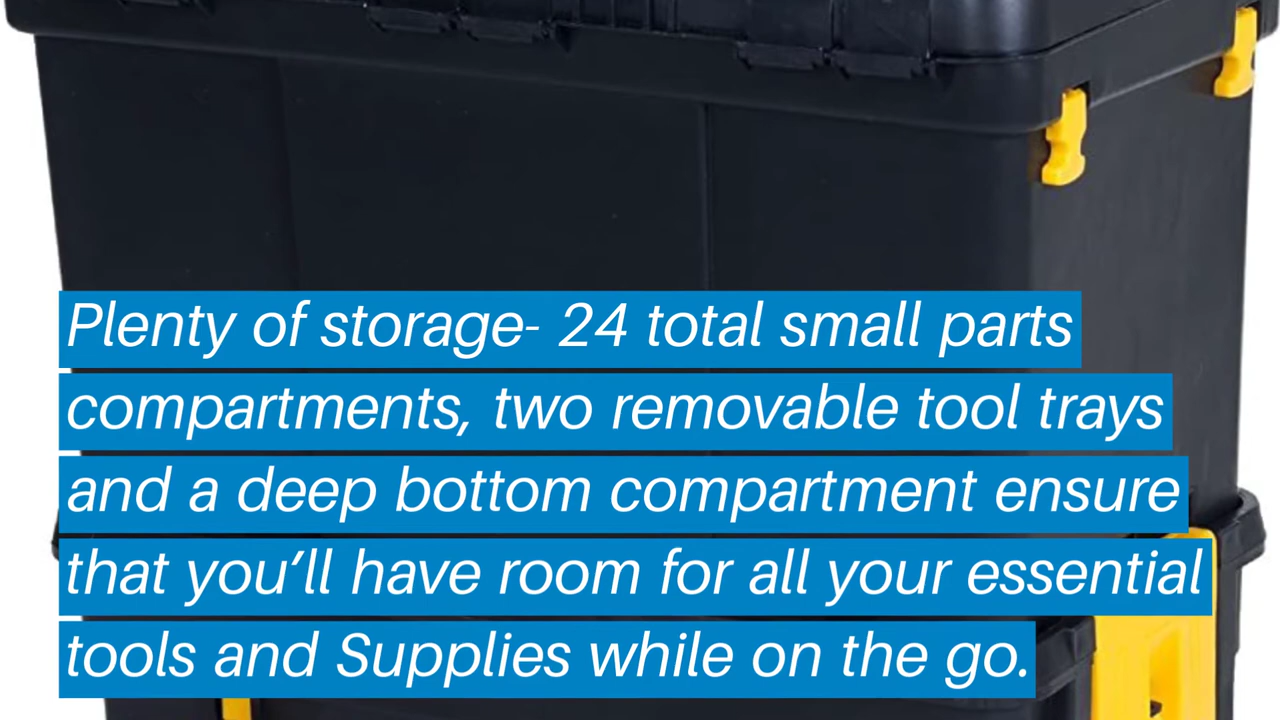 Plenty of storage- 24 total small parts
compartments, two removable tool trays
and a deep bottom compartment ensure
that you’ll have room for all your essential
tools and Supplies while on the go.